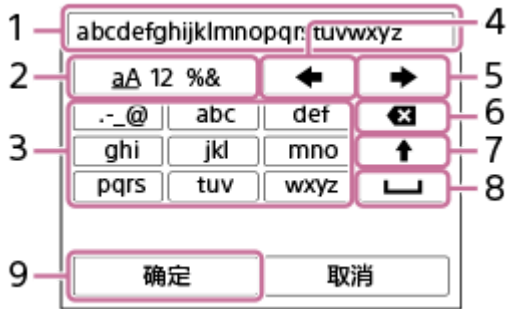 1 abcdefghijklmnopqrstuvwxyz 4
2 aA 12 %& 5
.-_@ abc def 6
3 ghi jkl mno 7
pqrs tuv wxyz 8
9 确定 取消